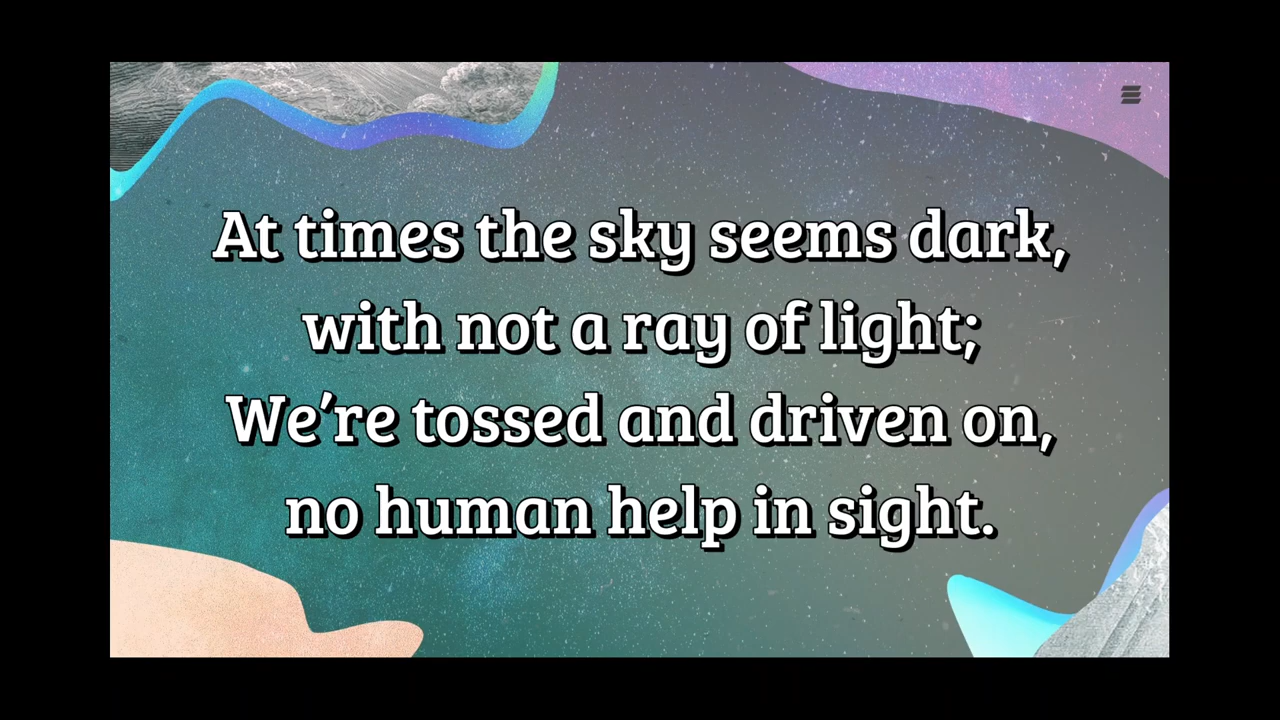 At times the sky seems dark,
with not a ray of light;
We’re tossed and driven on,
no human help in sight.